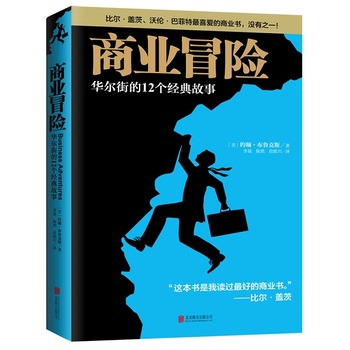 比尔·盖茨、沃伦·巴菲特最喜爱的商业书，没有之一！
商业冒险
华尔街的12个经典故事
［美］约翰·布鲁克斯／著
“这本书是我读过最好的商业书。”
——比尔·盖茨
商业冒险
Business Adventures
华尔街的12个经典故事